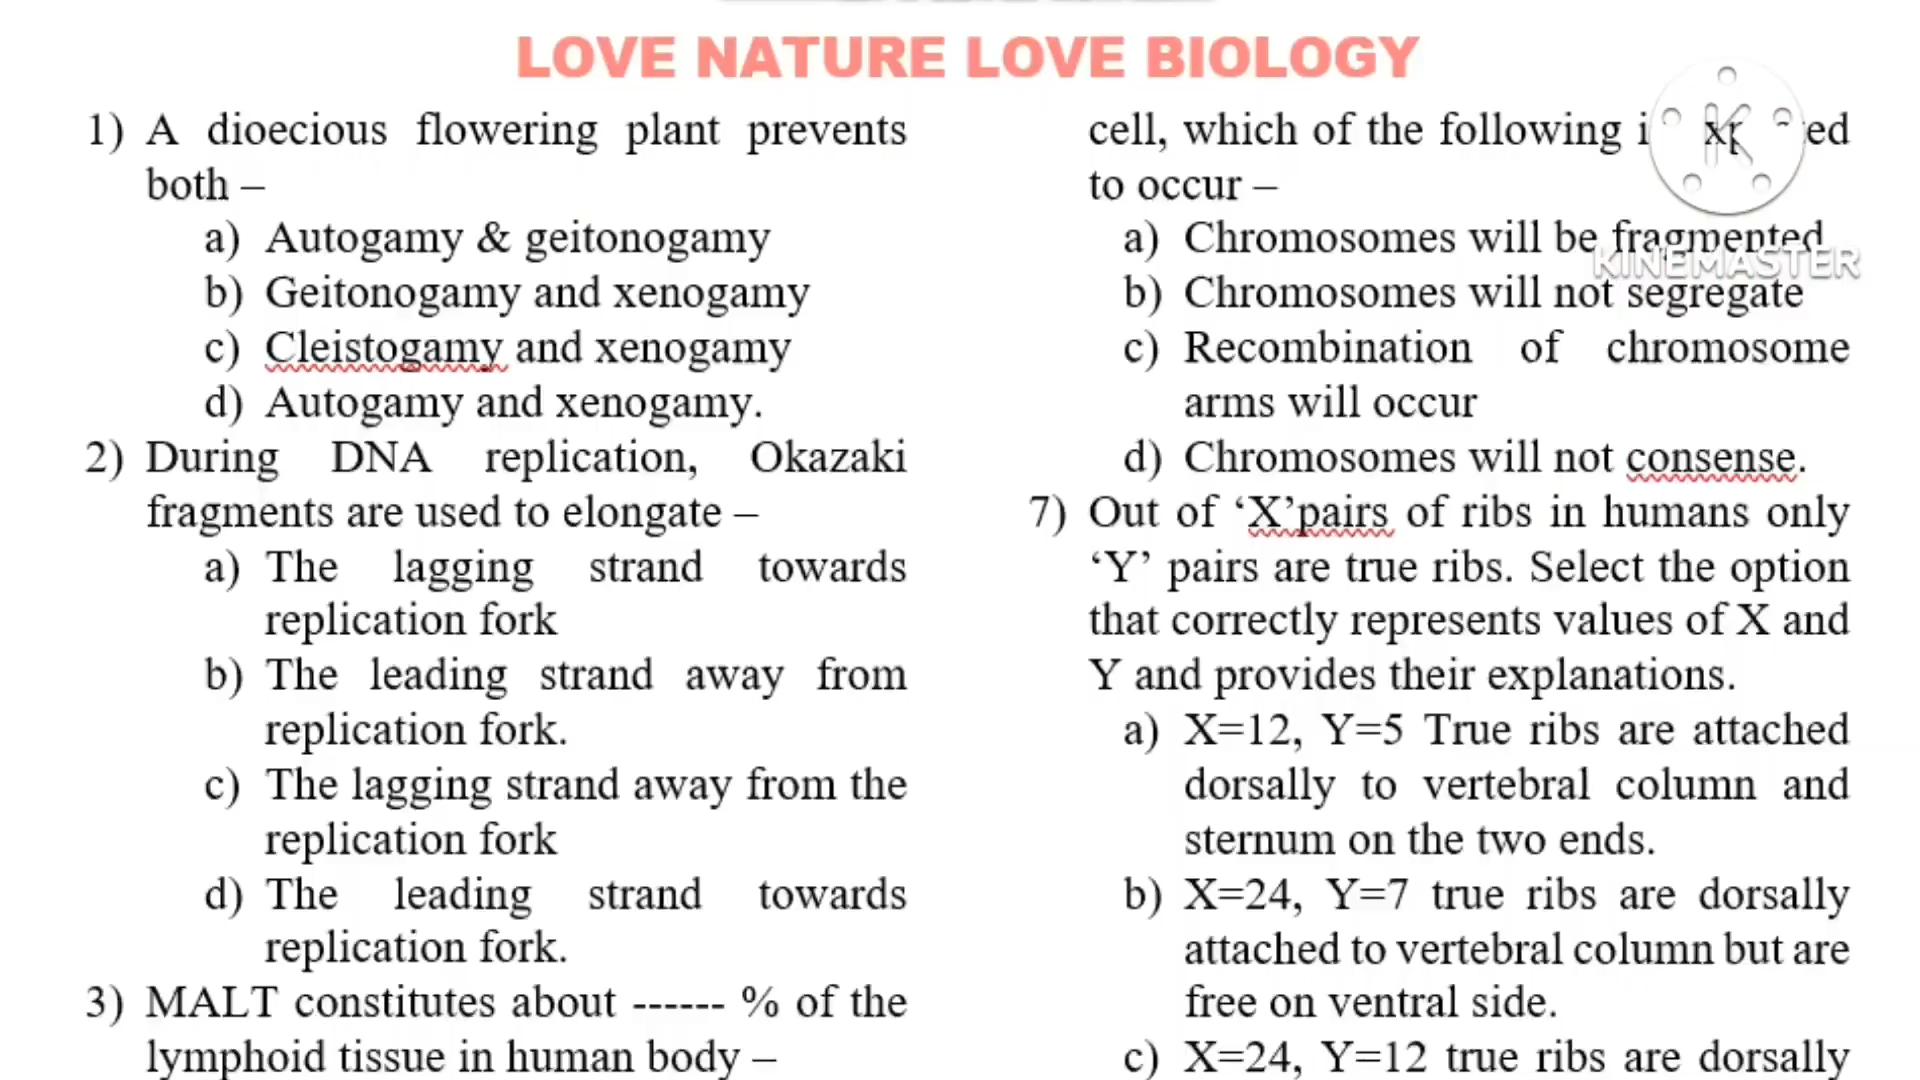 LOVE NATURE LOVE BIOLOGY
1) A dioecious flowering plant prevents
both –
a) Autogamy & geitonogamy
b) Geitonogamy and xenogamy
c) Cleistogamy and xenogamy
d) Autogamy and xenogamy.
2) During DNA replication, Okazaki
fragments are used to elongate –
a) The lagging strand towards
replication fork
b) The leading strand away from
replication fork.
c) The lagging strand away from the
replication fork
d) The leading strand towards
replication fork.
3) MALT constitutes about ------ % of the
lymphoid tissue in human body –
cell, which of the following
to occur –
a) Chromosomes will be fragmented
b) Chromosomes will not segregate
c) Recombination of chromosome
arms will occur
d) Chromosomes will not consense.
7) Out of ‘X’pairs of ribs in humans only
‘Y’ pairs are true ribs. Select the option
that correctly represents values of X and
Y and provides their explanations.
a) X=12, Y=5 True ribs are attached
dorsally to vertebral column and
sternum on the two ends.
b) X=24, Y=7 true ribs are dorsally
attached to vertebral column but are
free on ventral side.
c) X=24, Y=12 true ribs are dorsally
K
KINEMASTER